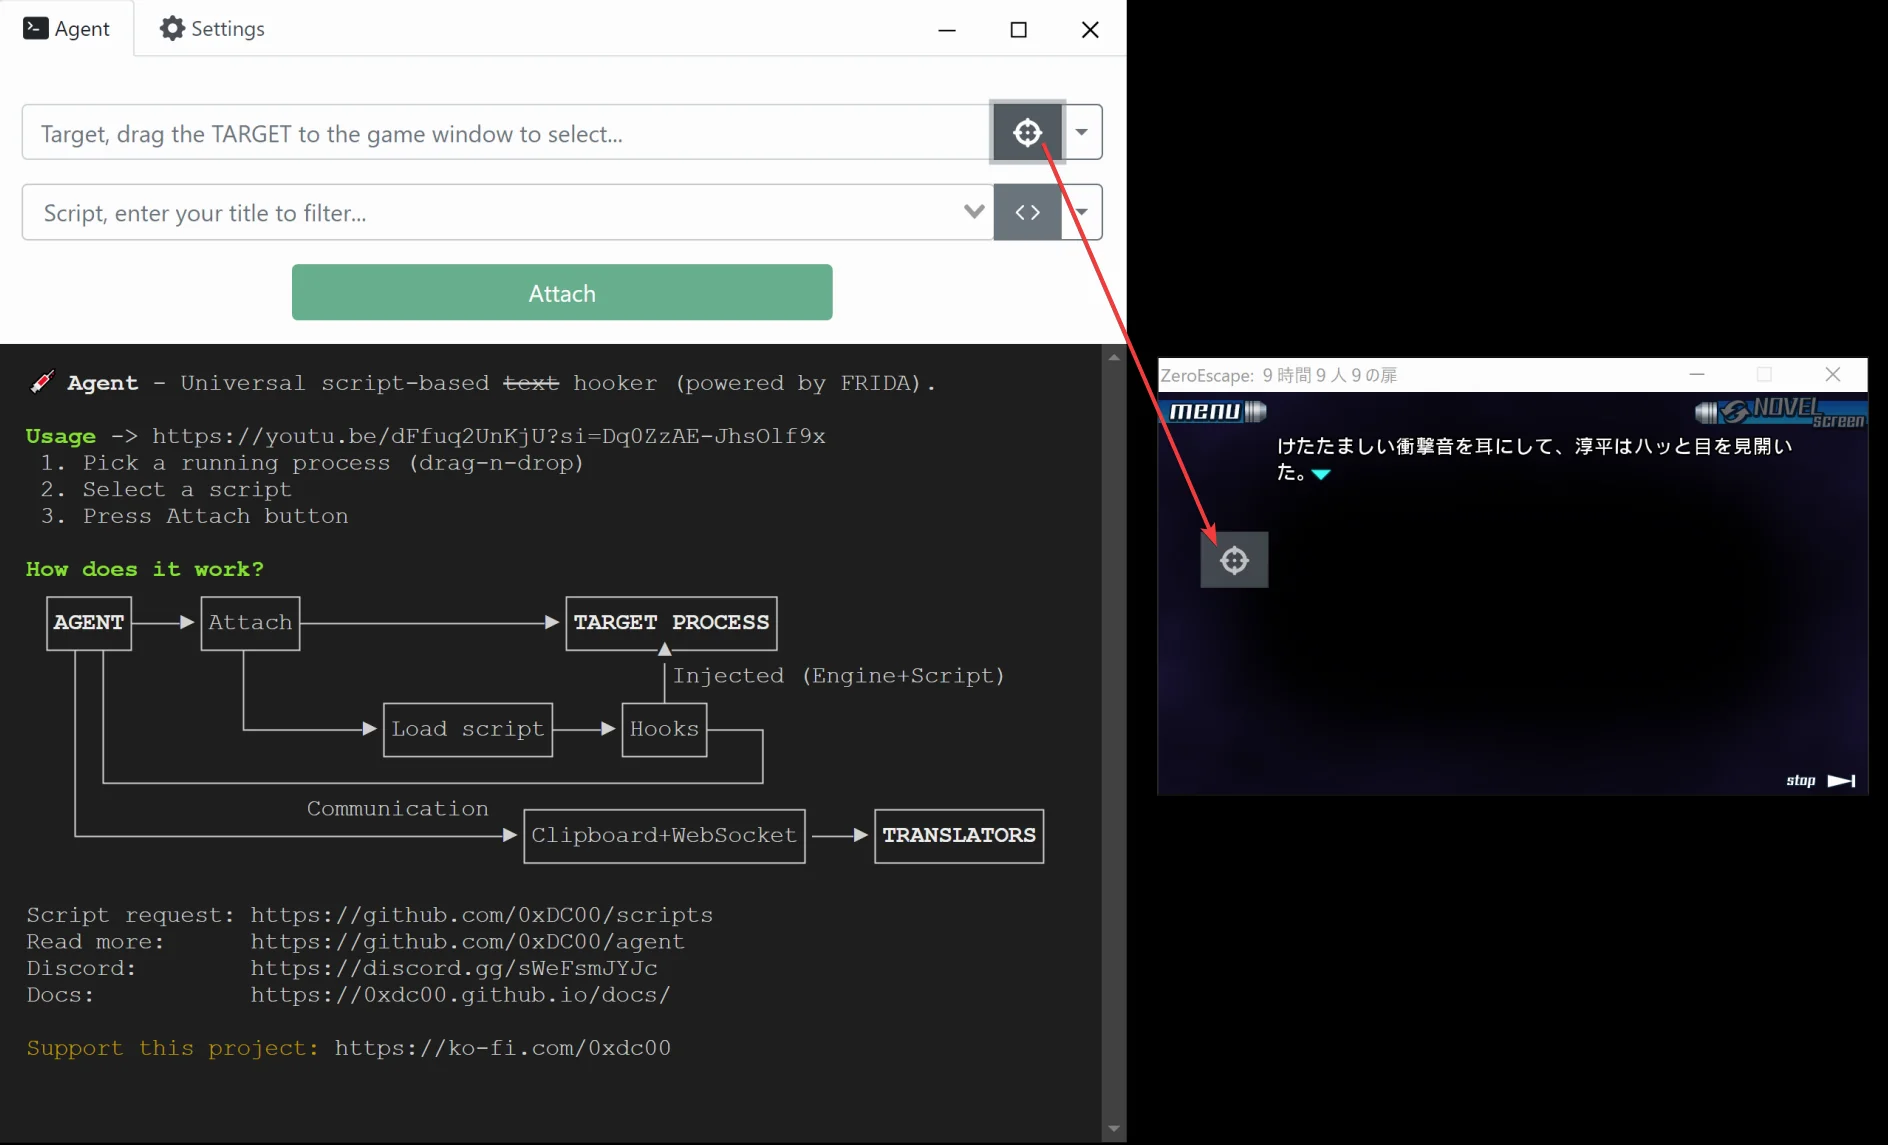 Agent
Settings
Target, drag the TARGET to the game window to select...
Script, enter your title to filter...
Attach
Agent - Universal script-based text hooker (powered by FRIDA).
Usage -> https://youtu.be/dFfuq2UnKjU?si=Dq0ZzAE-JhsOlf9x
1. Pick a running process (drag-n-drop)
2. Select a script
3. Press Attach button
How does it work?
AGENT
Attach
TARGET PROCESS
Injected (Engine+Script)
Load script
Hooks
Communication
Clipboard+WebSocket
TRANSLATORS
Script request: https://github.com/0xDC00/scripts
Read more: https://github.com/0xDC00/agent
Discord: https://discord.gg/sWeFsmJYJc
Docs: https://0xdc00.github.io/docs/
Support this project: https://ko-fi.com/0xdc00
ZeroEscape: 9時間9人9の扉
menu
NOVEL
screen
けたたましい衝撃音を耳にして、淳平はハッと目を見開い
た。
stop